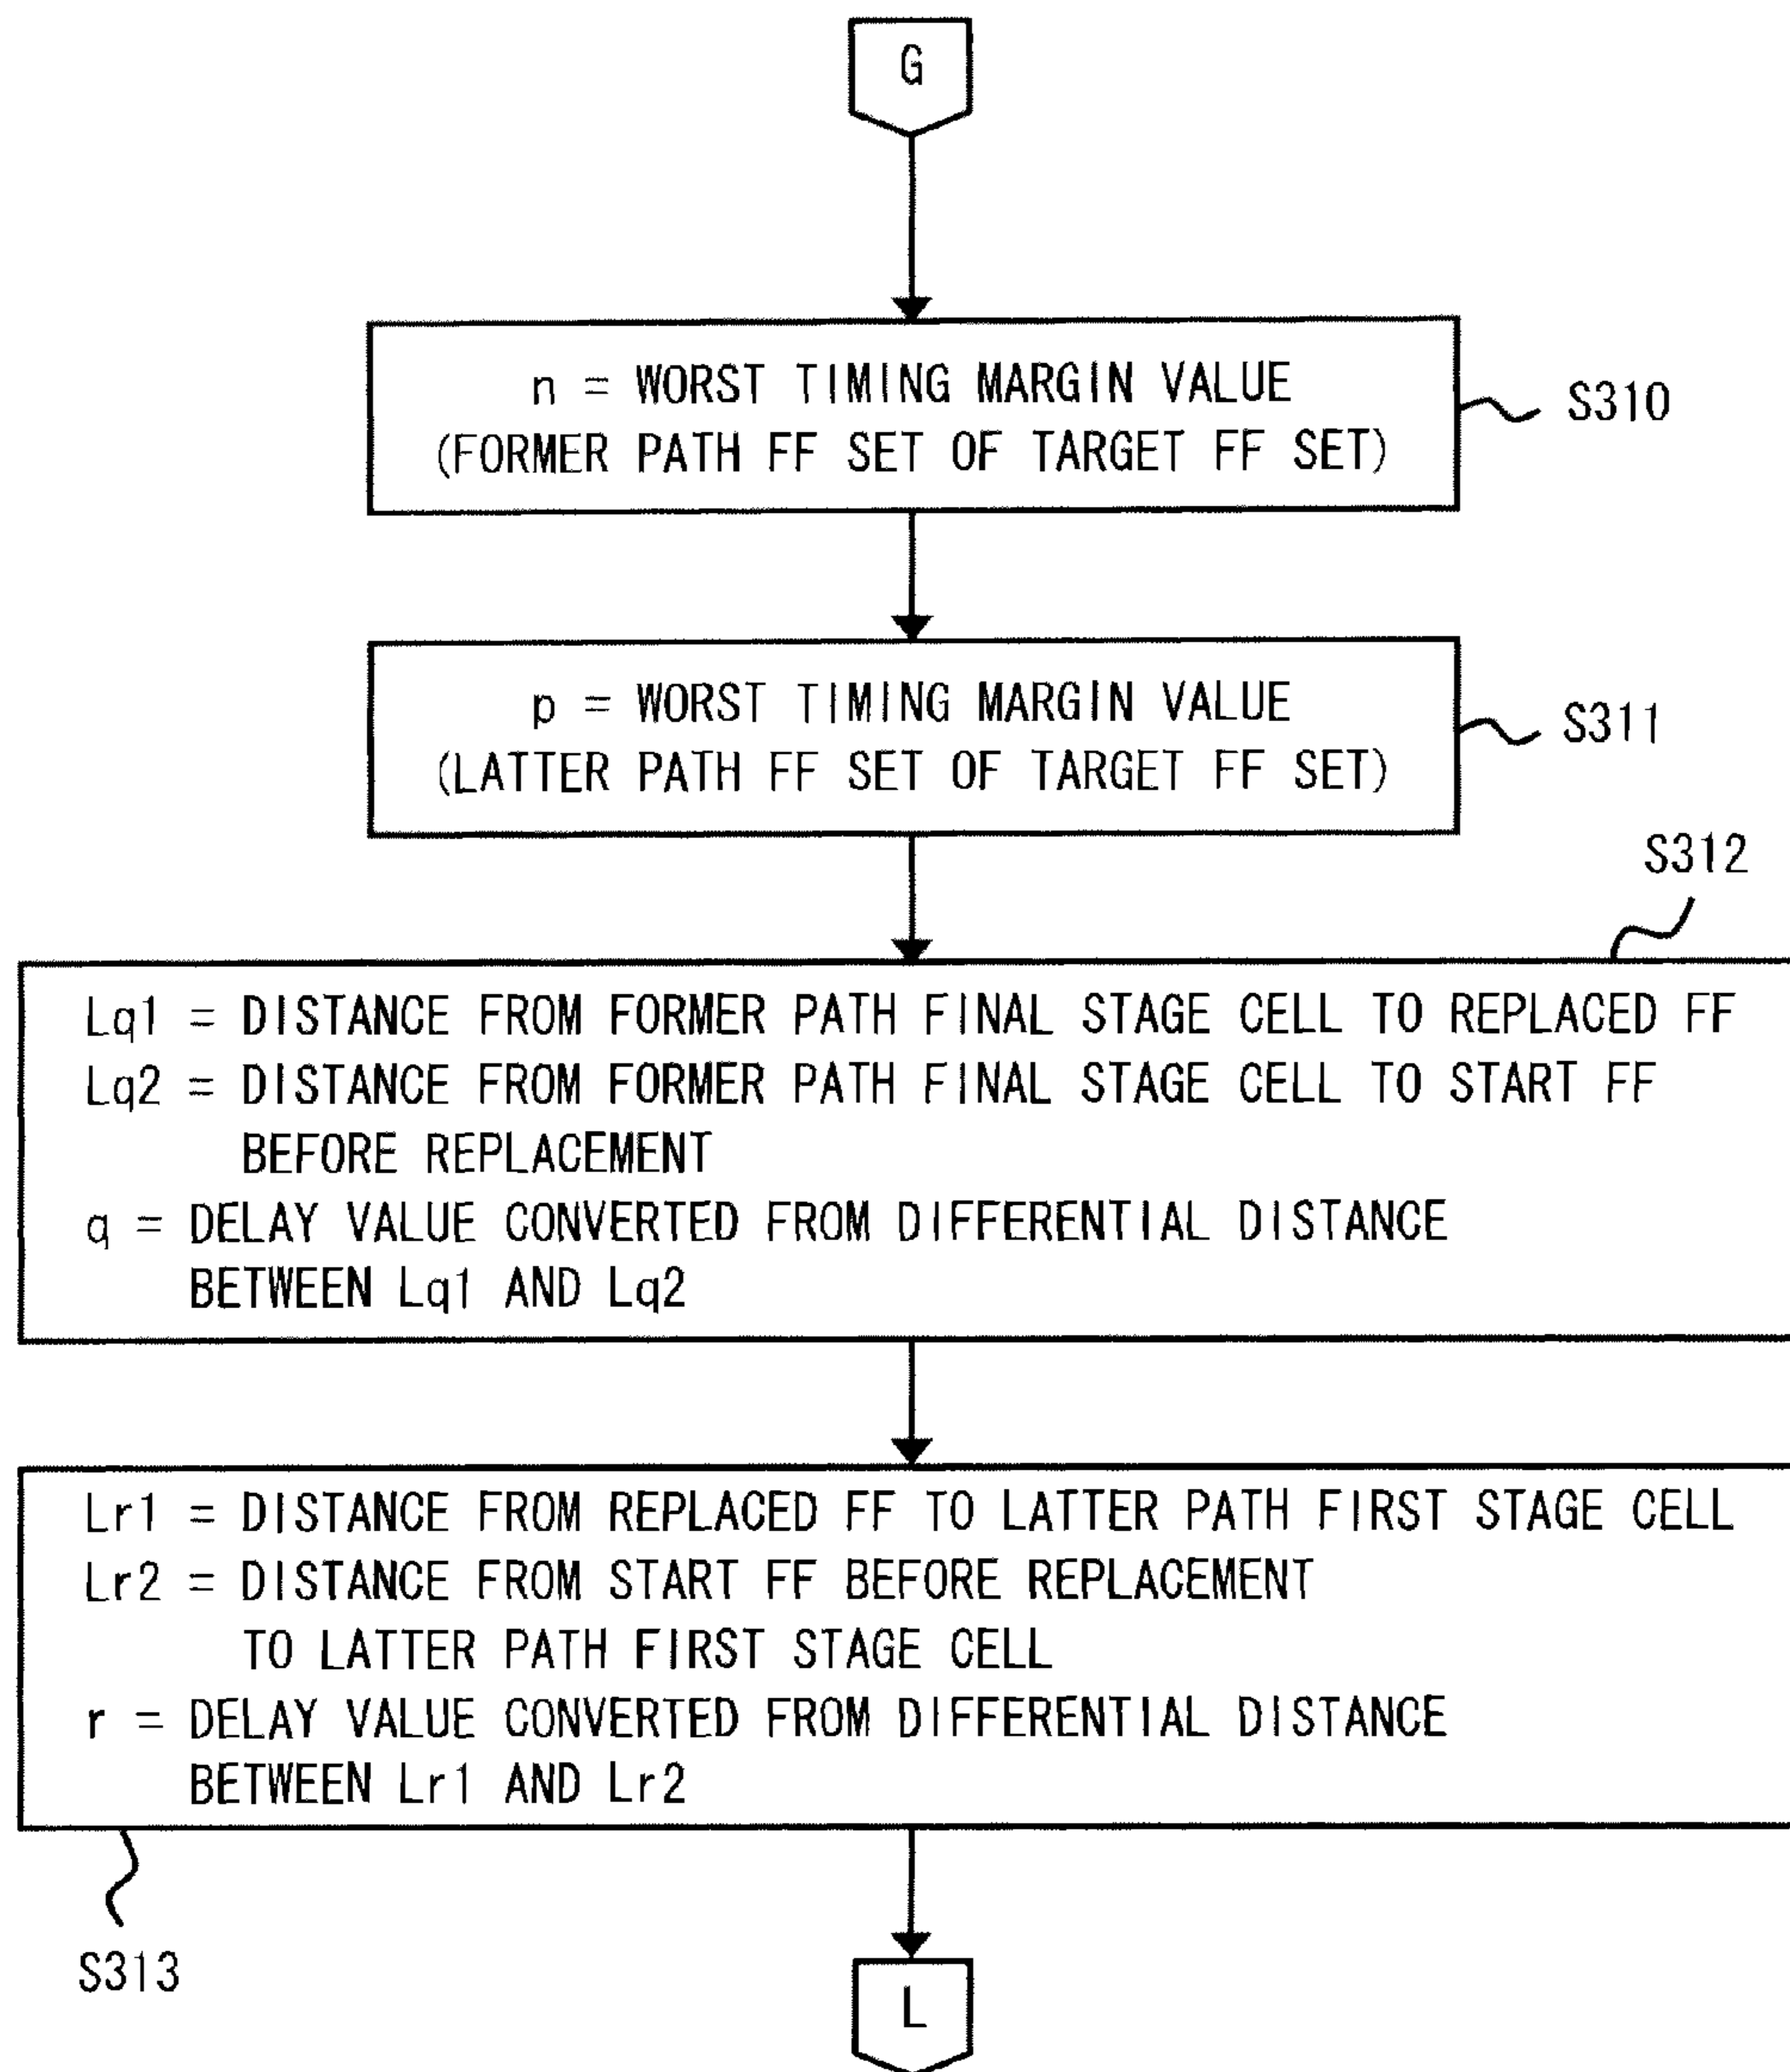 G
n = WORST TIMING MARGIN VALUE
(FORMER PATH FF SET OF TARGET FF SET)
S310
p = WORST TIMING MARGIN VALUE
(LATTER PATH FF SET OF TARGET FF SET)
S311
S312
Lq1 = DISTANCE FROM FORMER PATH FINAL STAGE CELL TO REPLACED FF
Lq2 = DISTANCE FROM FORMER PATH FINAL STAGE CELL TO START FF
BEFORE REPLACEMENT
q = DELAY VALUE CONVERTED FROM DIFFERENTIAL DISTANCE
BETWEEN Lq1 AND Lq2
Lr1 = DISTANCE FROM REPLACED FF TO LATTER PATH FIRST STAGE CELL
Lr2 = DISTANCE FROM START FF BEFORE REPLACEMENT
TO LATTER PATH FIRST STAGE CELL
r = DELAY VALUE CONVERTED FROM DIFFERENTIAL DISTANCE
BETWEEN Lr1 AND Lr2
S313
L